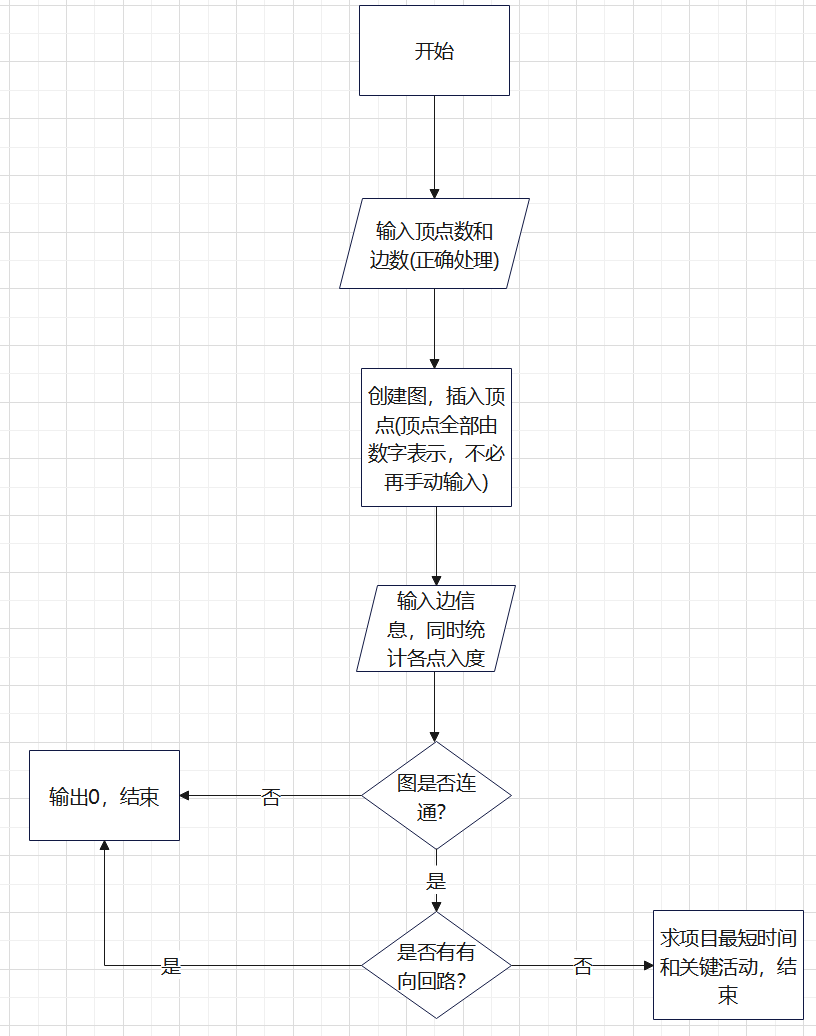 开始
输入顶点数和
边数(正确处理)
创建图，插入顶
点(顶点全部由
数字表示，不必
再手动输入)
输入边信
息，同时统
计各点入度
图是否连
通？
否
输出0，结束
是
是否有有
向回路？
是
否
求项目最短时间
和关键活动，结
束